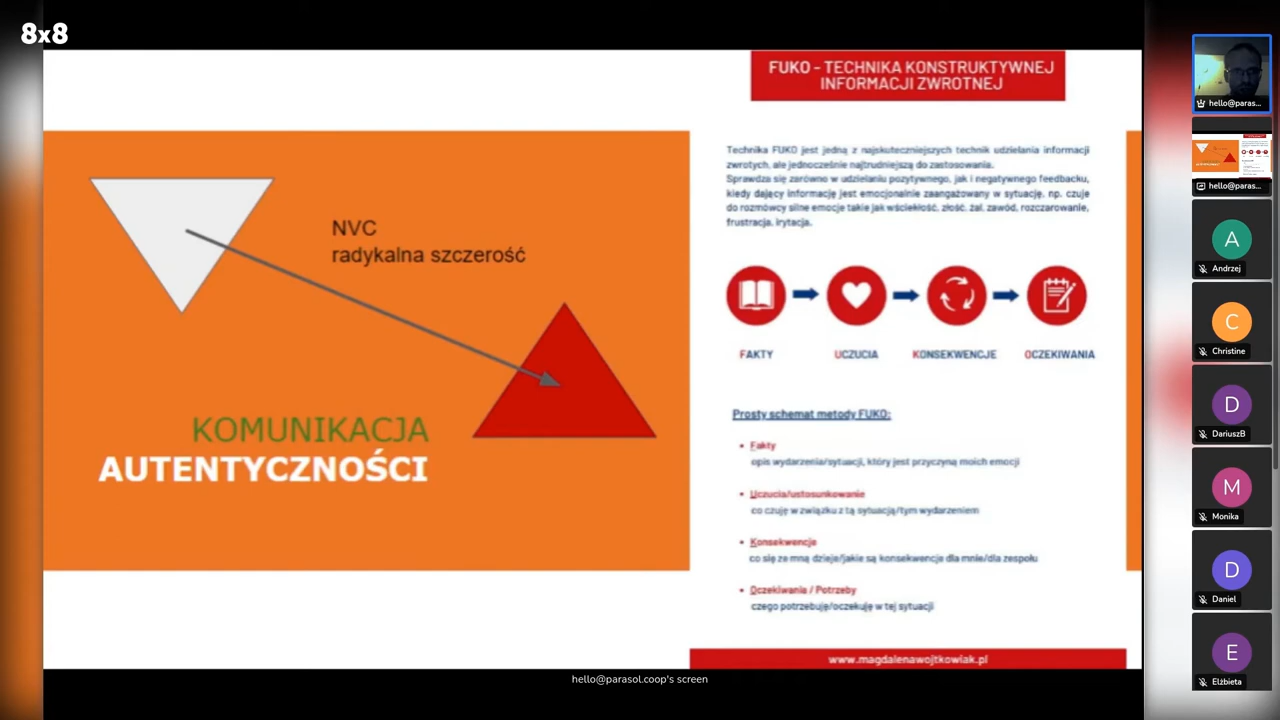 8x8
FUKO - TECHNIKA KONSTRUKTYWNEJ
INFORMACJI ZWROTNEJ
Technika FUKO jest jedną z najskuteczniejszych technik udzielania informacji
zwrotnych, ale jednocześnie najtrudniejszą do zastosowania.
Sprawdza się zarówno w udzielaniu pozytywnego, jak i negatywnego feedbacku,
kiedy dający informację jest emocjonalnie zaangażowany w sytuację, np. czuje
do rozmówcy silne emocje takie jak wściekłość, złość, żal, zawód, rozczarowanie,
frustracja, irytacja.
NVC
radykalna szczerość
KOMUNIKACJA
AUTENTYCZNOŚCI
FAKTY
UCZUCIA
KONSEKWENCJE
OCZEKIWANIA
Prosty schemat metody FUKO:
• Fakty
opis wydarzenia/sytuacji, który jest przyczyną moich emocji
• Uczucia/ustosunkowanie
co czuję w związku z tą sytuacją/tym wydarzeniem
• Konsekwencje
co się ze mną dzieje/jakie są konsekwencje dla mnie/dla zespołu
• Oczekiwania / Potrzeby
czego potrzebuję/oczekuję w tej sytuacji
www.magdalenawojtkowiak.pl
hello@parasol.coop's screen
hello@paras...
hello@paras...
A
Andrzej
C
Christine
D
DariuszB
M
Monika
D
Daniel
E
Elżbieta